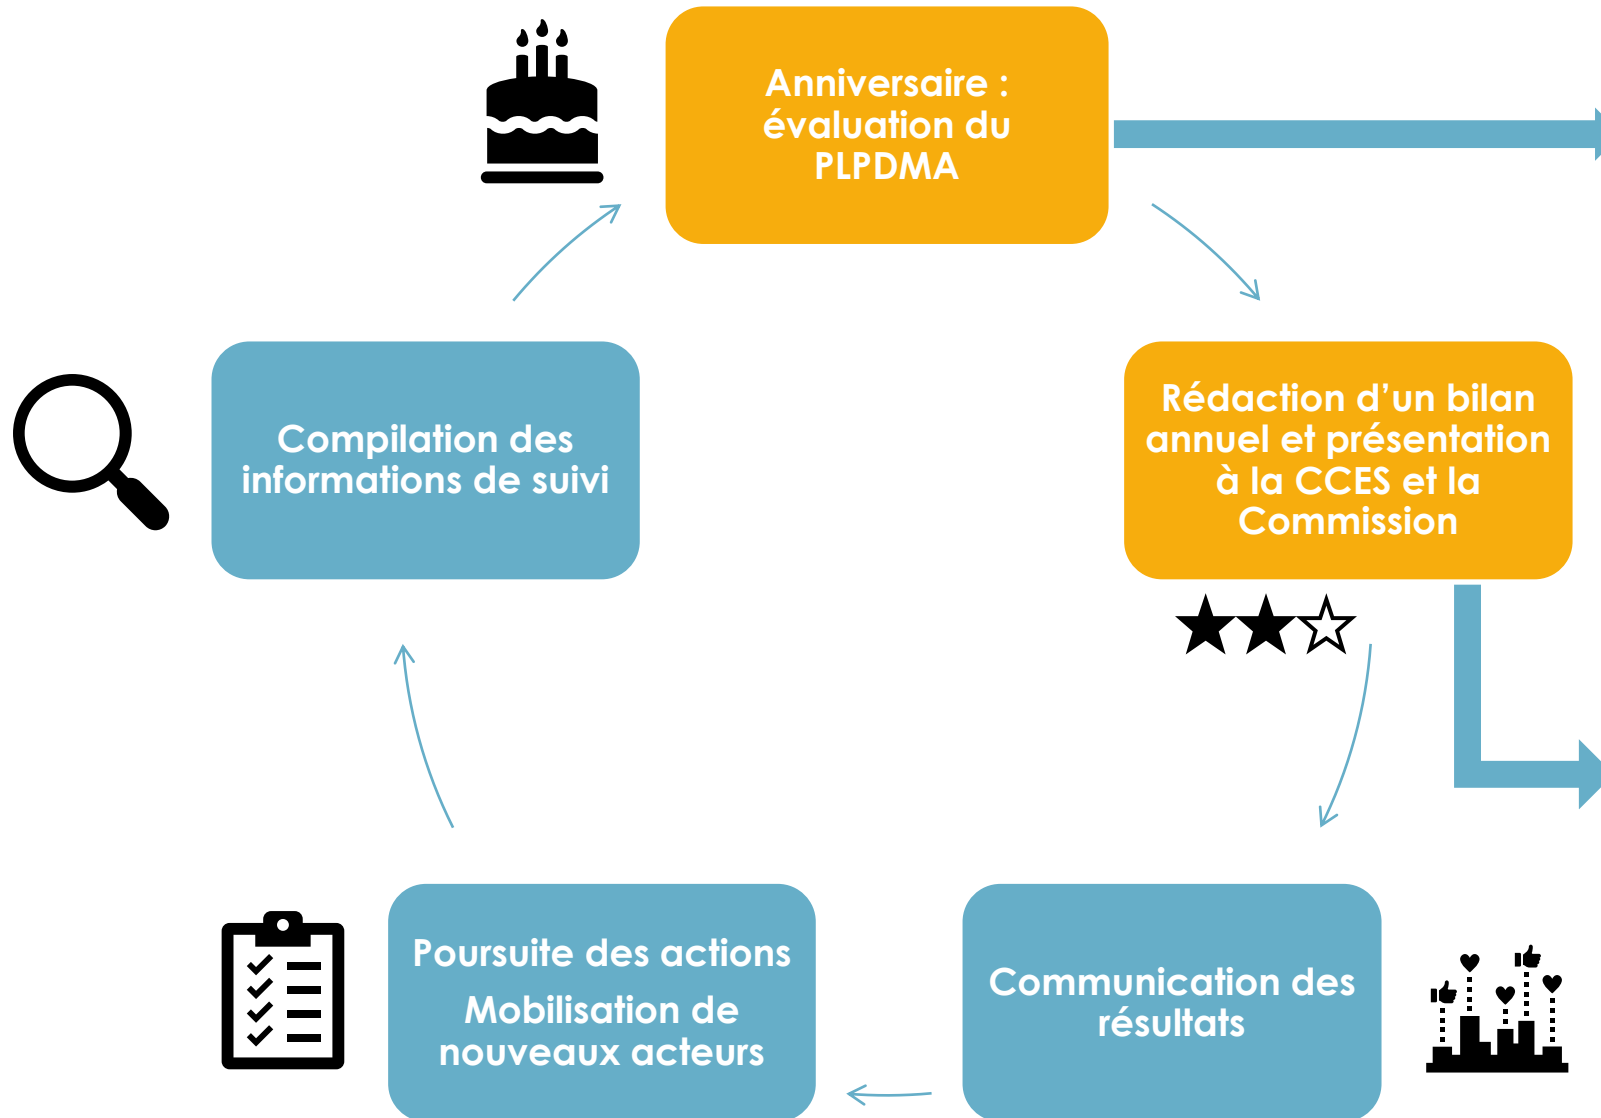 Anniversaire :
évaluation du
PLPDMA
Rédaction d’un bilan
annuel et présentation
à la CCES et la
Commission
Compilation des
informations de suivi
Poursuite des actions
Mobilisation de
nouveaux acteurs
Communication des
résultats